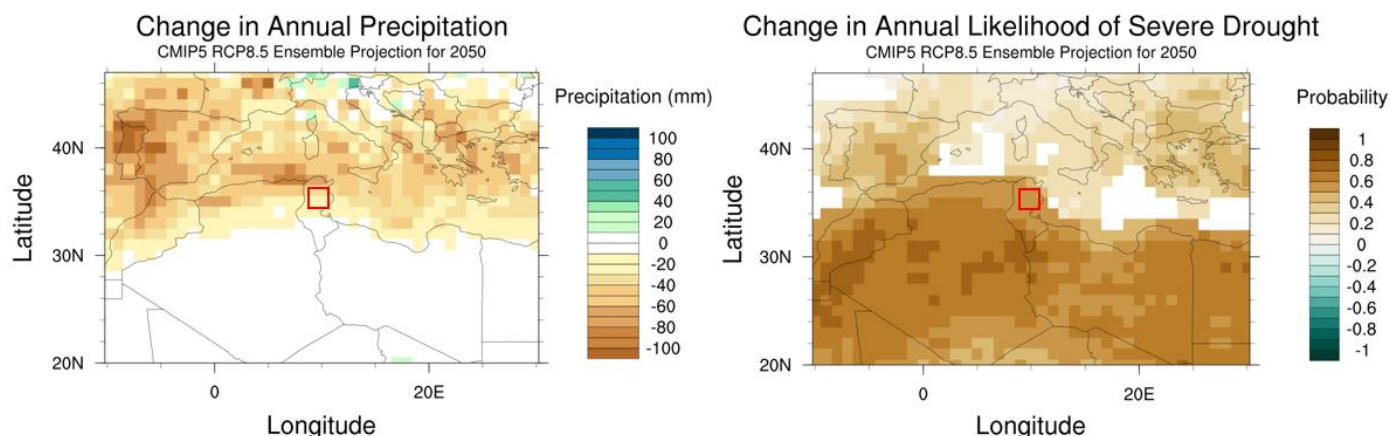 Change in Annual Precipitation
CMIP5 RCP8.5 Ensemble Projection for 2050
Precipitation (mm)
100
80
60
40
20
0
-20
-40
-60
-80
-100
Latitude
40N
30N
20N
0
20E
Longitude
Change in Annual Likelihood of Severe Drought
CMIP5 RCP8.5 Ensemble Projection for 2050
Probability
1
0.8
0.6
0.4
0.2
0
-0.2
-0.4
-0.6
-0.8
-1
Latitude
40N
30N
20N
0
20E
Longitude